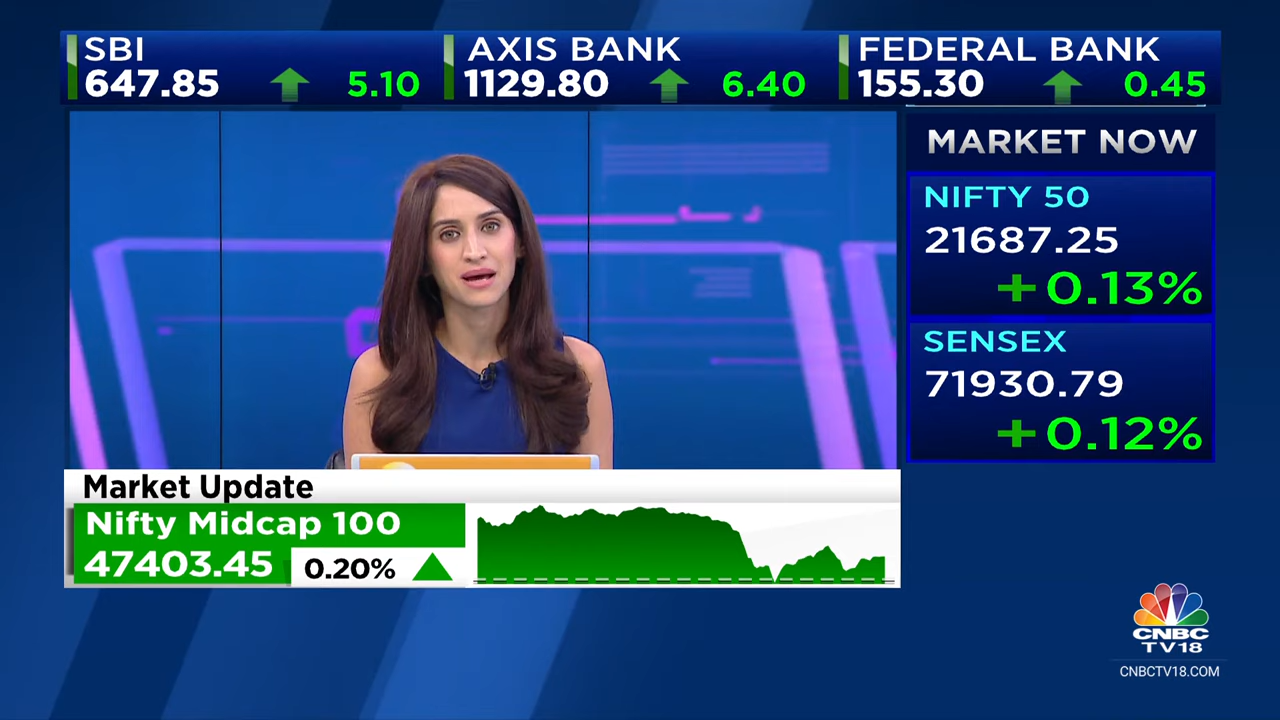 SBI
647.85 5.10
AXIS BANK
1129.80 6.40
FEDERAL BANK
155.30 0.45
MARKET NOW
NIFTY 50
21687.25
+0.13%
SENSEX
71930.79
+0.12%
Market Update
Nifty Midcap 100
47403.45 0.20%
CNBC
TV18
CNBCTV18.COM